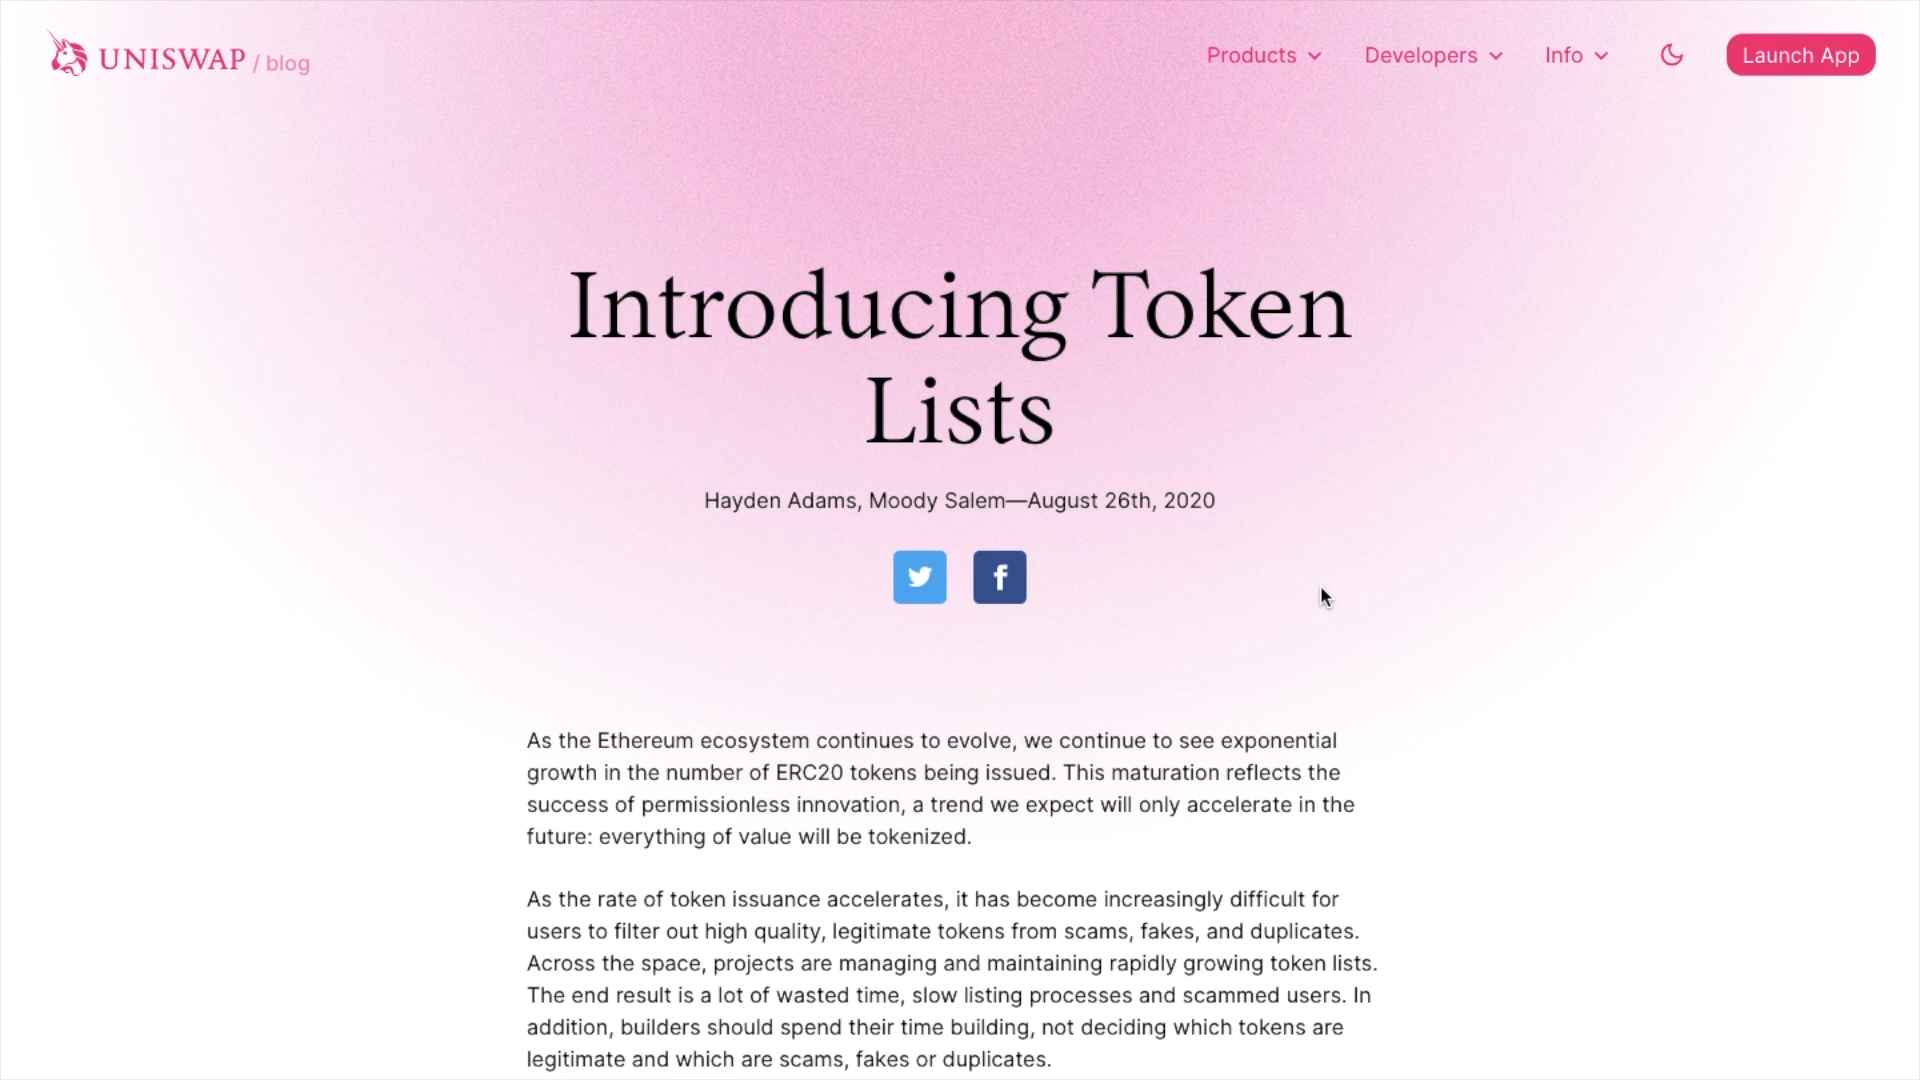 UNISWAP / blog
Products
Developers
Info
Launch App
Introducing Token
Lists
Hayden Adams, Moody Salem—August 26th, 2020
As the Ethereum ecosystem continues to evolve, we continue to see exponential
growth in the number of ERC20 tokens being issued. This maturation reflects the
success of permissionless innovation, a trend we expect will only accelerate in the
future: everything of value will be tokenized.
As the rate of token issuance accelerates, it has become increasingly difficult for
users to filter out high quality, legitimate tokens from scams, fakes, and duplicates.
Across the space, projects are managing and maintaining rapidly growing token lists.
The end result is a lot of wasted time, slow listing processes and scammed users. In
addition, builders should spend their time building, not deciding which tokens are
legitimate and which are scams, fakes or duplicates.